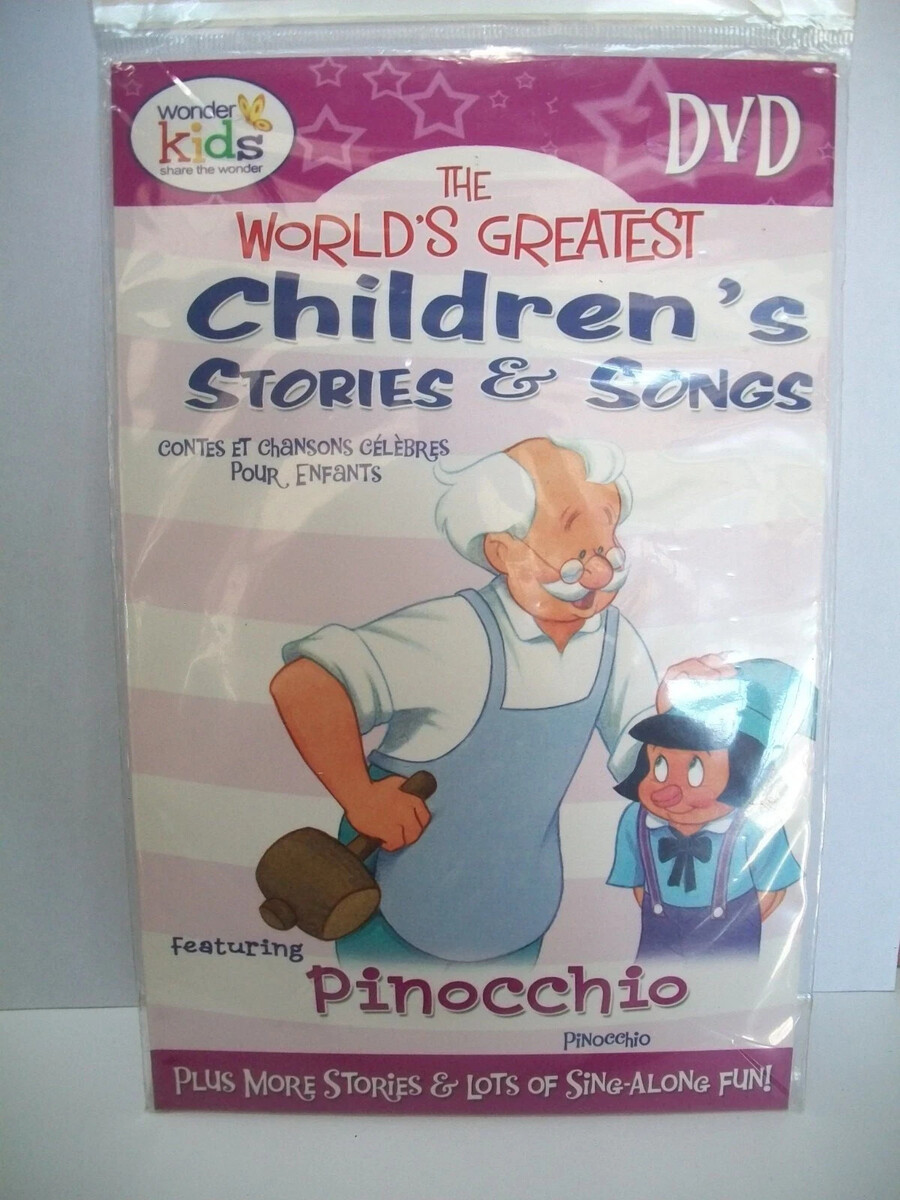 wonder
kids
share the wonder
DVD
THE
WORLD'S GREATEST
Children's
STORIES & SONGS
CONTES ET CHANSONS CÉLÈBRES
POUR ENFANTS
featuring
Pinocchio
PINOCCHIO
PLUS MORE STORIES & LOTS OF SING-ALONG FUN!